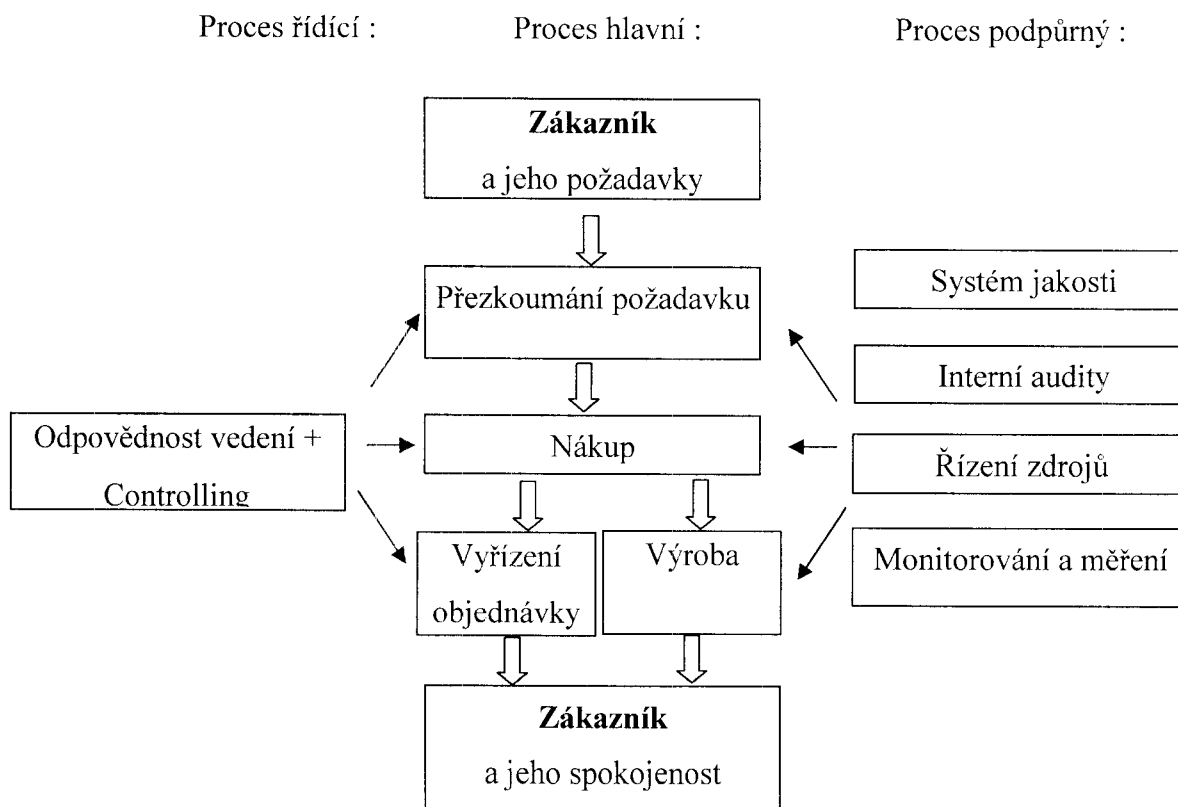 Proces řídící :
Proces hlavní :
Proces podpůrný :
Zákazník
a jeho požadavky
Přezkoumání požadavku
Systém jakosti
Interní audity
Odpovědnost vedení +
Controlling
Nákup
Řízení zdrojů
Vyřízení
objednávky
Výroba
Monitorování a měření
Zákazník
a jeho spokojenost